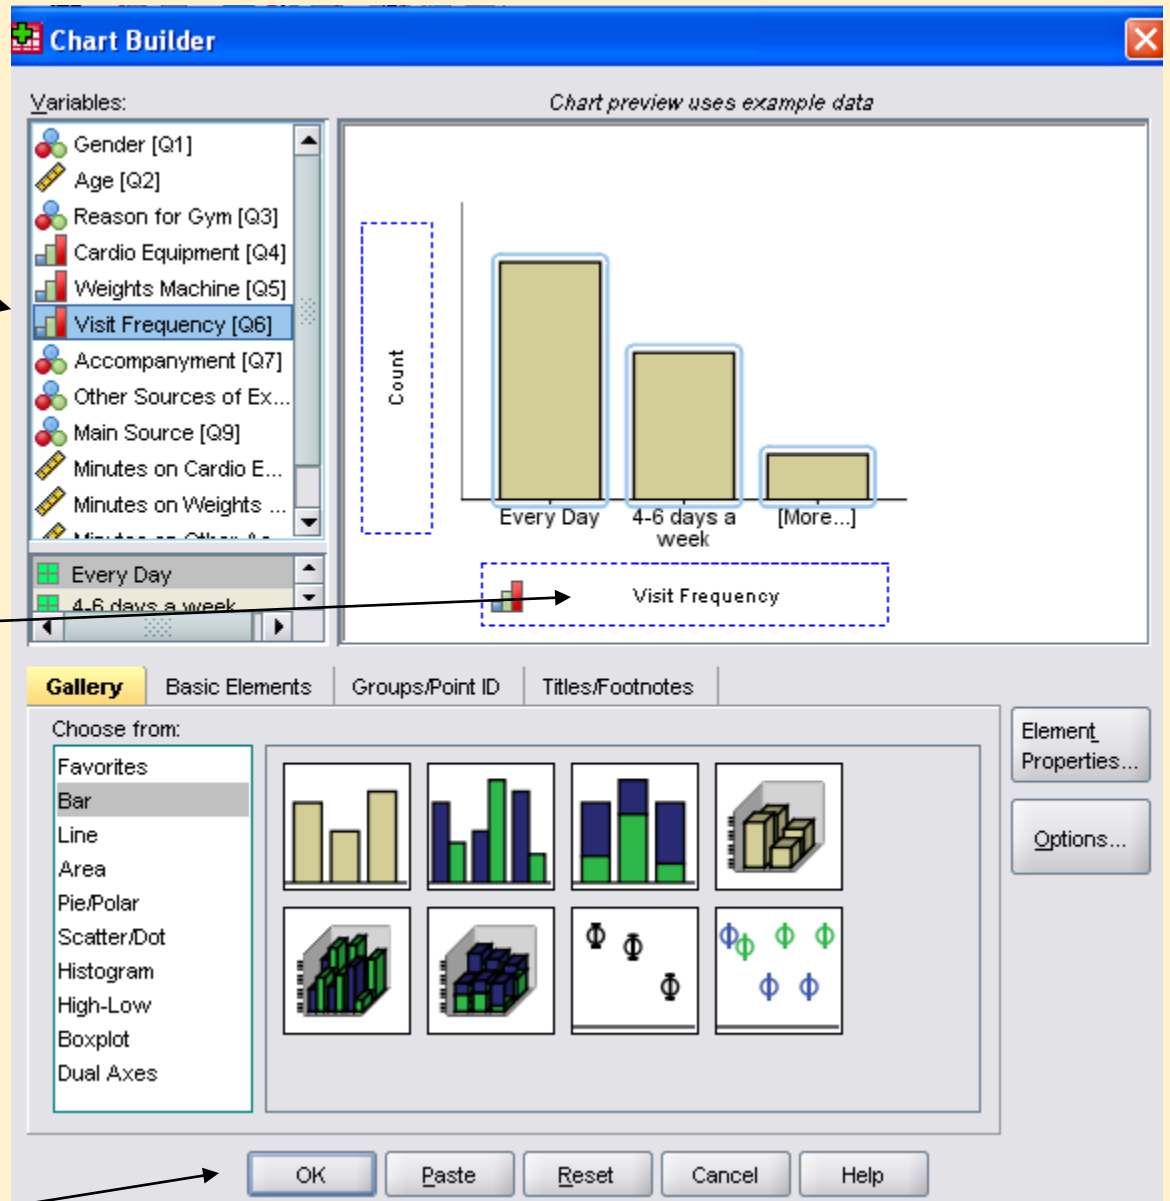 Chart Builder
Variables:
Chart preview uses example data
Gender [Q1]
Age [Q2]
Reason for Gym [Q3]
Cardio Equipment [Q4]
Weights Machine [Q5]
Visit Frequency [Q6]
Accompanyment [Q7]
Other Sources of Ex...
Main Source [Q9]
Minutes on Cardio E...
Minutes on Weights ...
Every Day
4-6 days a week
Count
Every Day
4-6 days a
week
[More...]
Visit Frequency
Gallery
Basic Elements
Groups/Point ID
Titles/Footnotes
Choose from:
Favorites
Bar
Line
Area
Pie/Polar
Scatter/Dot
Histogram
High-Low
Boxplot
Dual Axes
Element
Properties...
Options...
OK
Paste
Reset
Cancel
Help